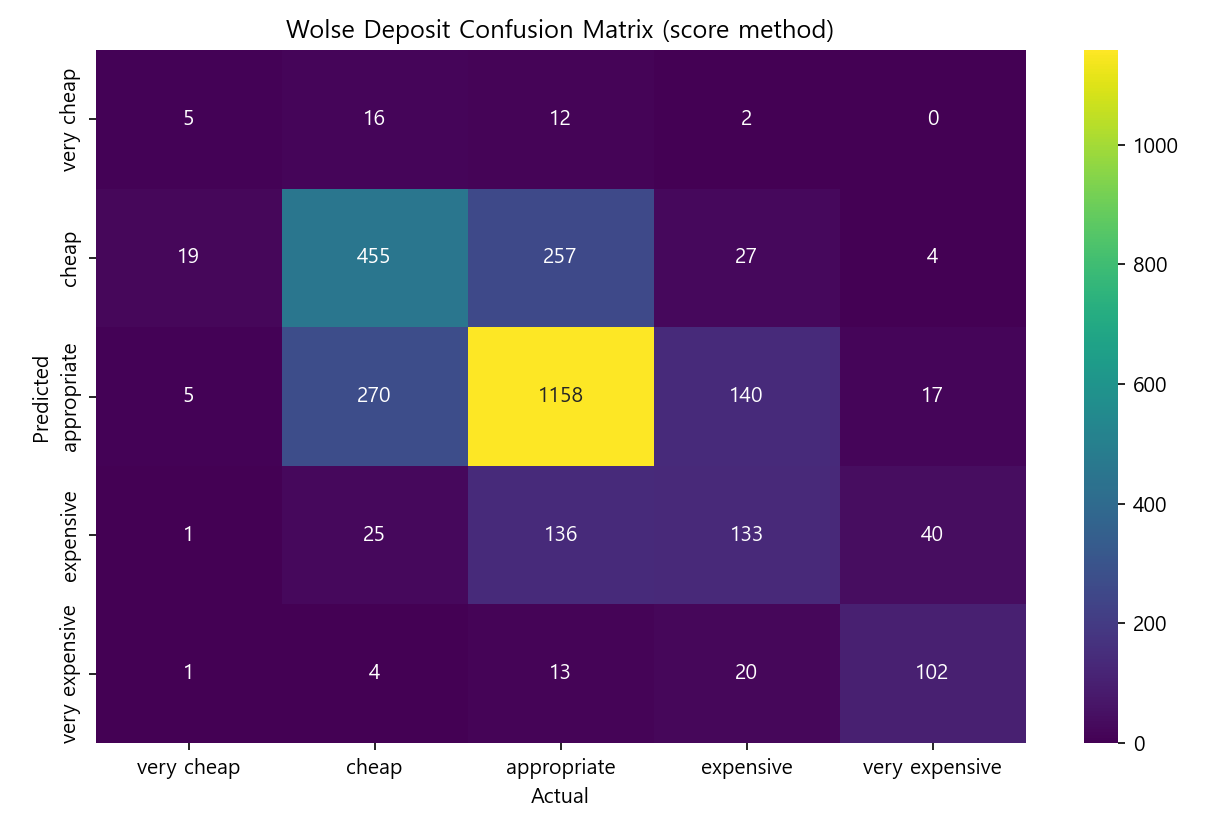 Wolse Deposit Confusion Matrix (score method)
Predicted
very cheap
5 16 12 2 0
cheap
19 455 257 27 4
appropriate
5 270 1158 140 17
expensive
1 25 136 133 40
very expensive
1 4 13 20 102
very cheap cheap appropriate expensive very expensive
Actual
1000
800
600
400
200
0